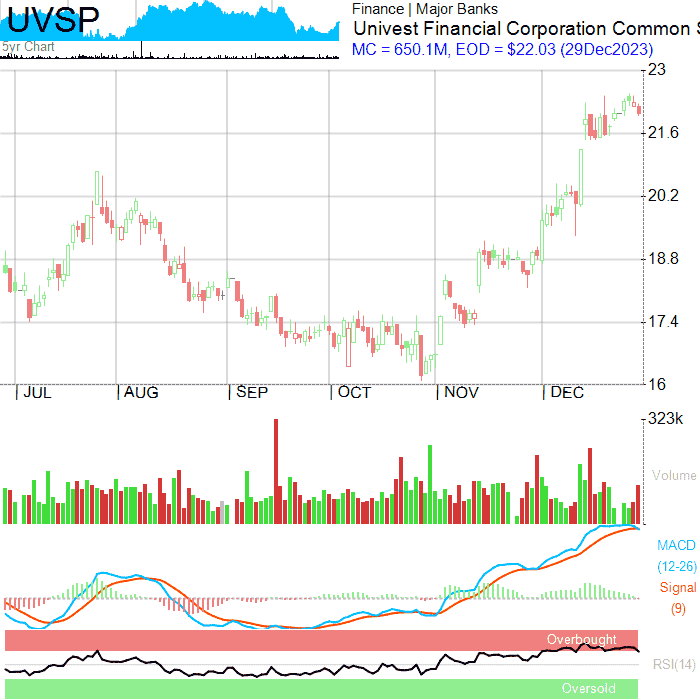 UVSP
5yr. Chart
Finance | Major Banks
Univest Financial Corporation Common S
MC = 650.1M, EOD = $22.03 (29Dec2023)
23
21.6
20.2
18.8
17.4
16
JUL AUG SEP OCT NOV DEC
323k
Volume
MACD
(12-26)
Signal
(9)
Overbought
RSI(14)
Oversold